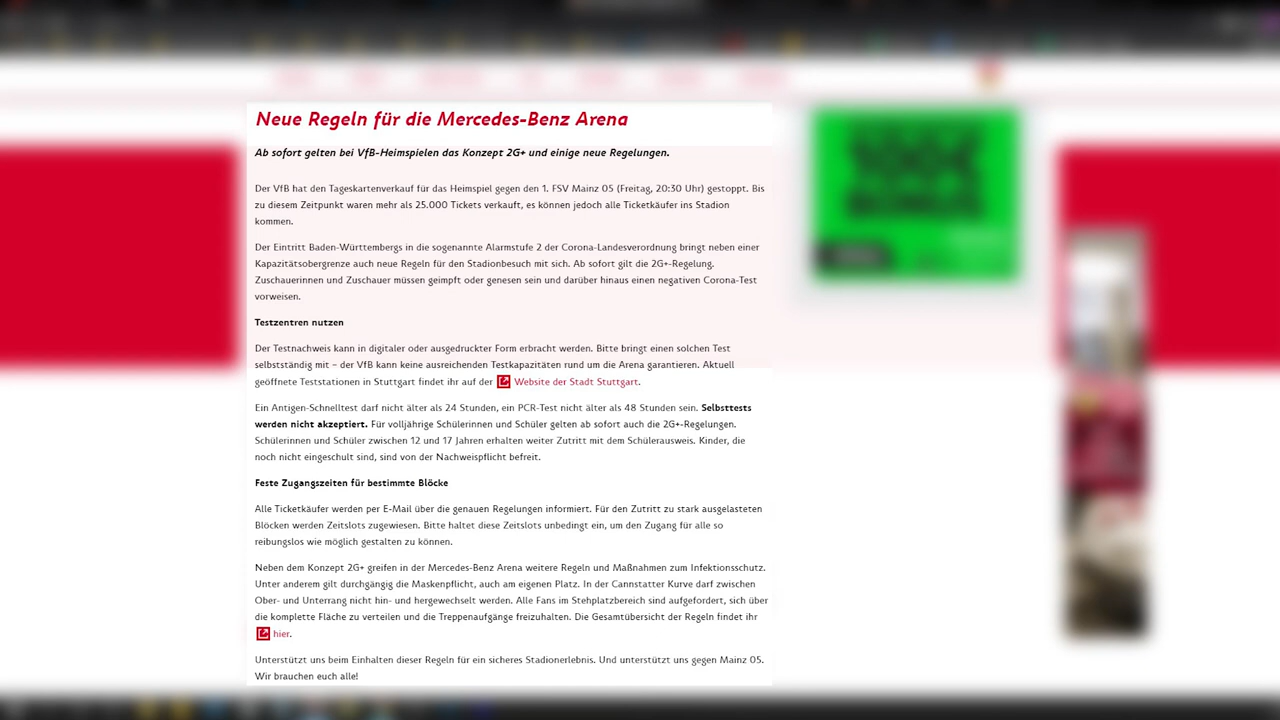 Neue Regeln für die Mercedes-Benz Arena
Ab sofort gelten bei VfB-Heimspielen das Konzept 2G+ und einige neue Regelungen.
Der VfB hat den Tageskartenverkauf für das Heimspiel gegen den 1. FSV Mainz 05 (Freitag, 20:30 Uhr) gestoppt. Bis
zu diesem Zeitpunkt waren mehr als 25.000 Tickets verkauft, es können jedoch alle Ticketkäufer ins Stadion
kommen.
Der Eintritt Baden-Württembergs in die sogenannte Alarmstufe 2 der Corona-Landesverordnung bringt neben einer
Kapazitätsobergrenze auch neue Regeln für den Stadionbesuch mit sich. Ab sofort gilt die 2G+-Regelung.
Zuschauerinnen und Zuschauer müssen geimpft oder genesen sein und darüber hinaus einen negativen Corona-Test
vorweisen.
Testzentren nutzen
Der Testnachweis kann in digitaler oder ausgedruckter Form erbracht werden. Bitte bringt einen solchen Test
selbstständig mit – der VfB kann keine ausreichenden Testkapazitäten rund um die Arena garantieren. Aktuell
geöffnete Teststationen in Stuttgart findet ihr auf der Website der Stadt Stuttgart.
Ein Antigen-Schnelltest darf nicht älter als 24 Stunden, ein PCR-Test nicht älter als 48 Stunden sein. Selbsttests
werden nicht akzeptiert. Für volljährige Schülerinnen und Schüler gelten ab sofort auch die 2G+-Regelungen.
Schülerinnen und Schüler zwischen 12 und 17 Jahren erhalten weiter Zutritt mit dem Schülerausweis. Kinder, die
noch nicht eingeschult sind, sind von der Nachweispflicht befreit.
Feste Zugangszeiten für bestimmte Blöcke
Alle Ticketkäufer werden per E-Mail über die genauen Regelungen informiert. Für den Zutritt zu stark ausgelasteten
Blöcken werden Zeitslots zugewiesen. Bitte haltet diese Zeitslots unbedingt ein, um den Zugang für alle so
reibungslos wie möglich gestalten zu können.
Neben dem Konzept 2G+ greifen in der Mercedes-Benz Arena weitere Regeln und Maßnahmen zum Infektionsschutz.
Unter anderem gilt durchgängig die Maskenpflicht, auch am eigenen Platz. In der Cannstatter Kurve darf zwischen
Ober- und Unterrang nicht hin- und hergewechselt werden. Alle Fans im Stehplatzbereich sind aufgefordert, sich über
die komplette Fläche zu verteilen und die Treppenaufgänge freizuhalten. Die Gesamtübersicht der Regeln findet ihr
hier.
Unterstützt uns beim Einhalten dieser Regeln für ein sicheres Stadionerlebnis. Und unterstützt uns gegen Mainz 05.
Wir brauchen euch alle!